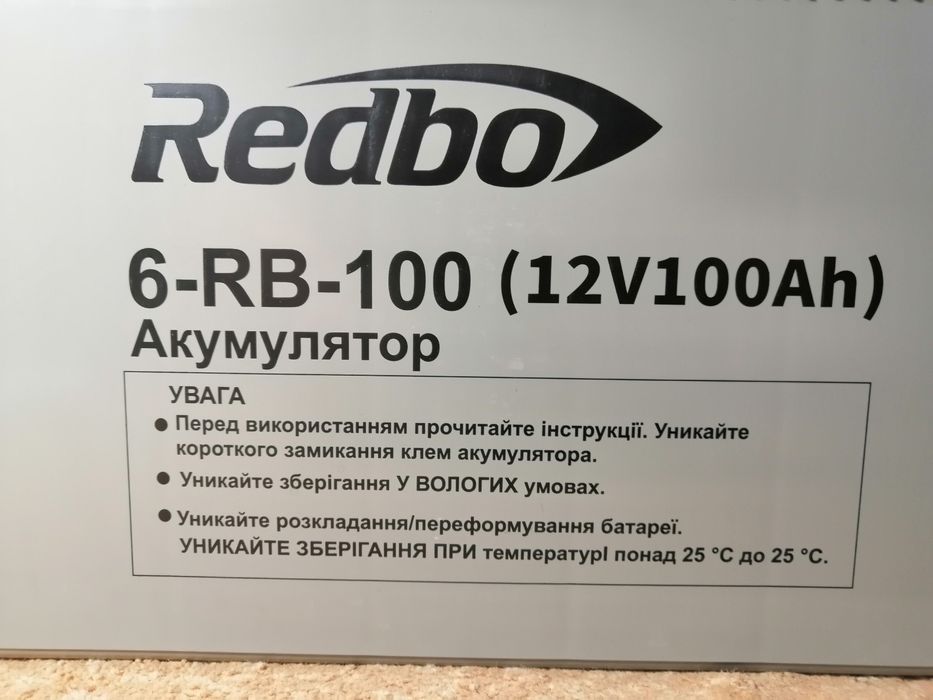 Redbo
6-RB-100 (12V100Ah)
Акумулятор
УВАГА
● Перед використанням прочитайте інструкції. Уникайте
короткого замикання клем акумулятора.
● Уникайте зберігання У ВОЛОГИХ умовах.
● Уникайте розкладання/переформування батареї.
УНИКАЙТЕ ЗБЕРІГАННЯ ПРИ температурІ понад 25 °C до 25 °C.